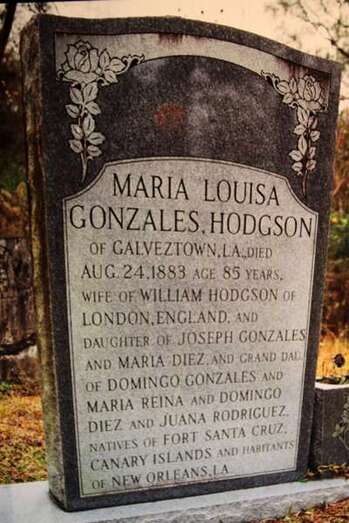 MARIA LOUISA
GONZALES, HODGSON
OF GALVEZTOWN, LA., DIED
AUG. 24, 1883 AGE 85 YEARS,
WIFE OF WILLIAM HODGSON OF
LONDON, ENGLAND, AND
DAUGHTER OF JOSEPH GONZALES
AND MARIA DIEZ, AND GRAND DAU.
OF DOMINGO GONZALES AND
MARIA REINA AND DOMINGO
DIEZ AND JUANA RODRIGUEZ,
NATIVES OF FORT SANTA CRUZ,
CANARY ISLANDS AND HABITANTS
OF NEW ORLEANS, LA